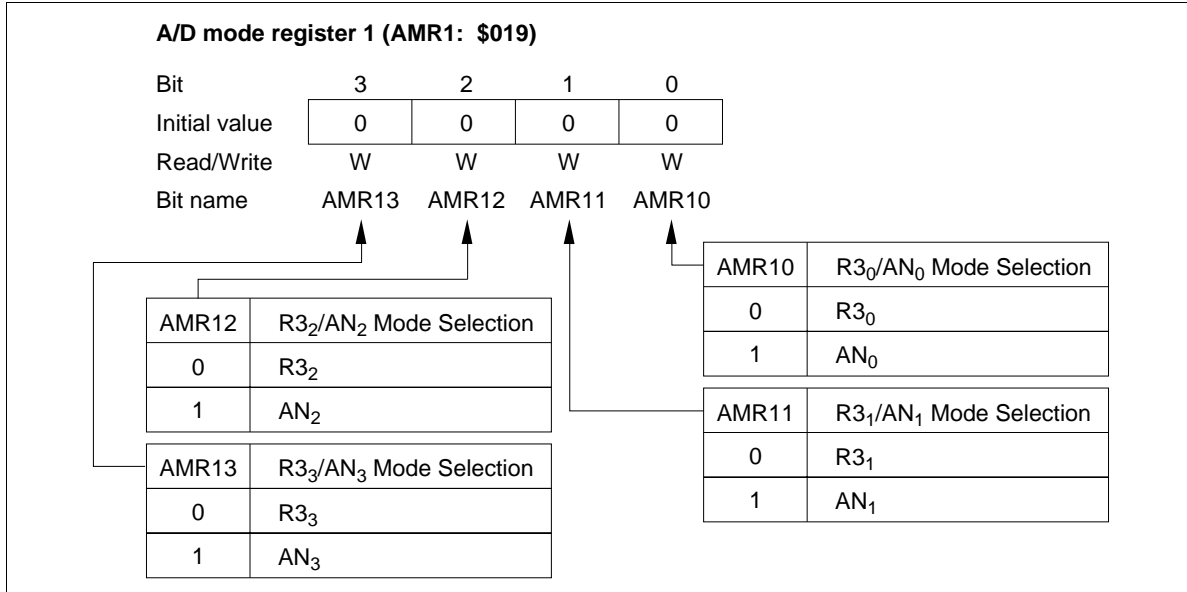 A/D mode register 1 (AMR1: $019)
Bit 3 2 1 0
Initial value 0 0 0 0
Read/Write W W W W
Bit name AMR13 AMR12 AMR11 AMR10
AMR10 R3₀/AN₀ Mode Selection
0 R3₀
1 AN₀
AMR12 R3₂/AN₂ Mode Selection
0 R3₂
1 AN₂
AMR11 R3₁/AN₁ Mode Selection
0 R3₁
1 AN₁
AMR13 R3₃/AN₃ Mode Selection
0 R3₃
1 AN₃